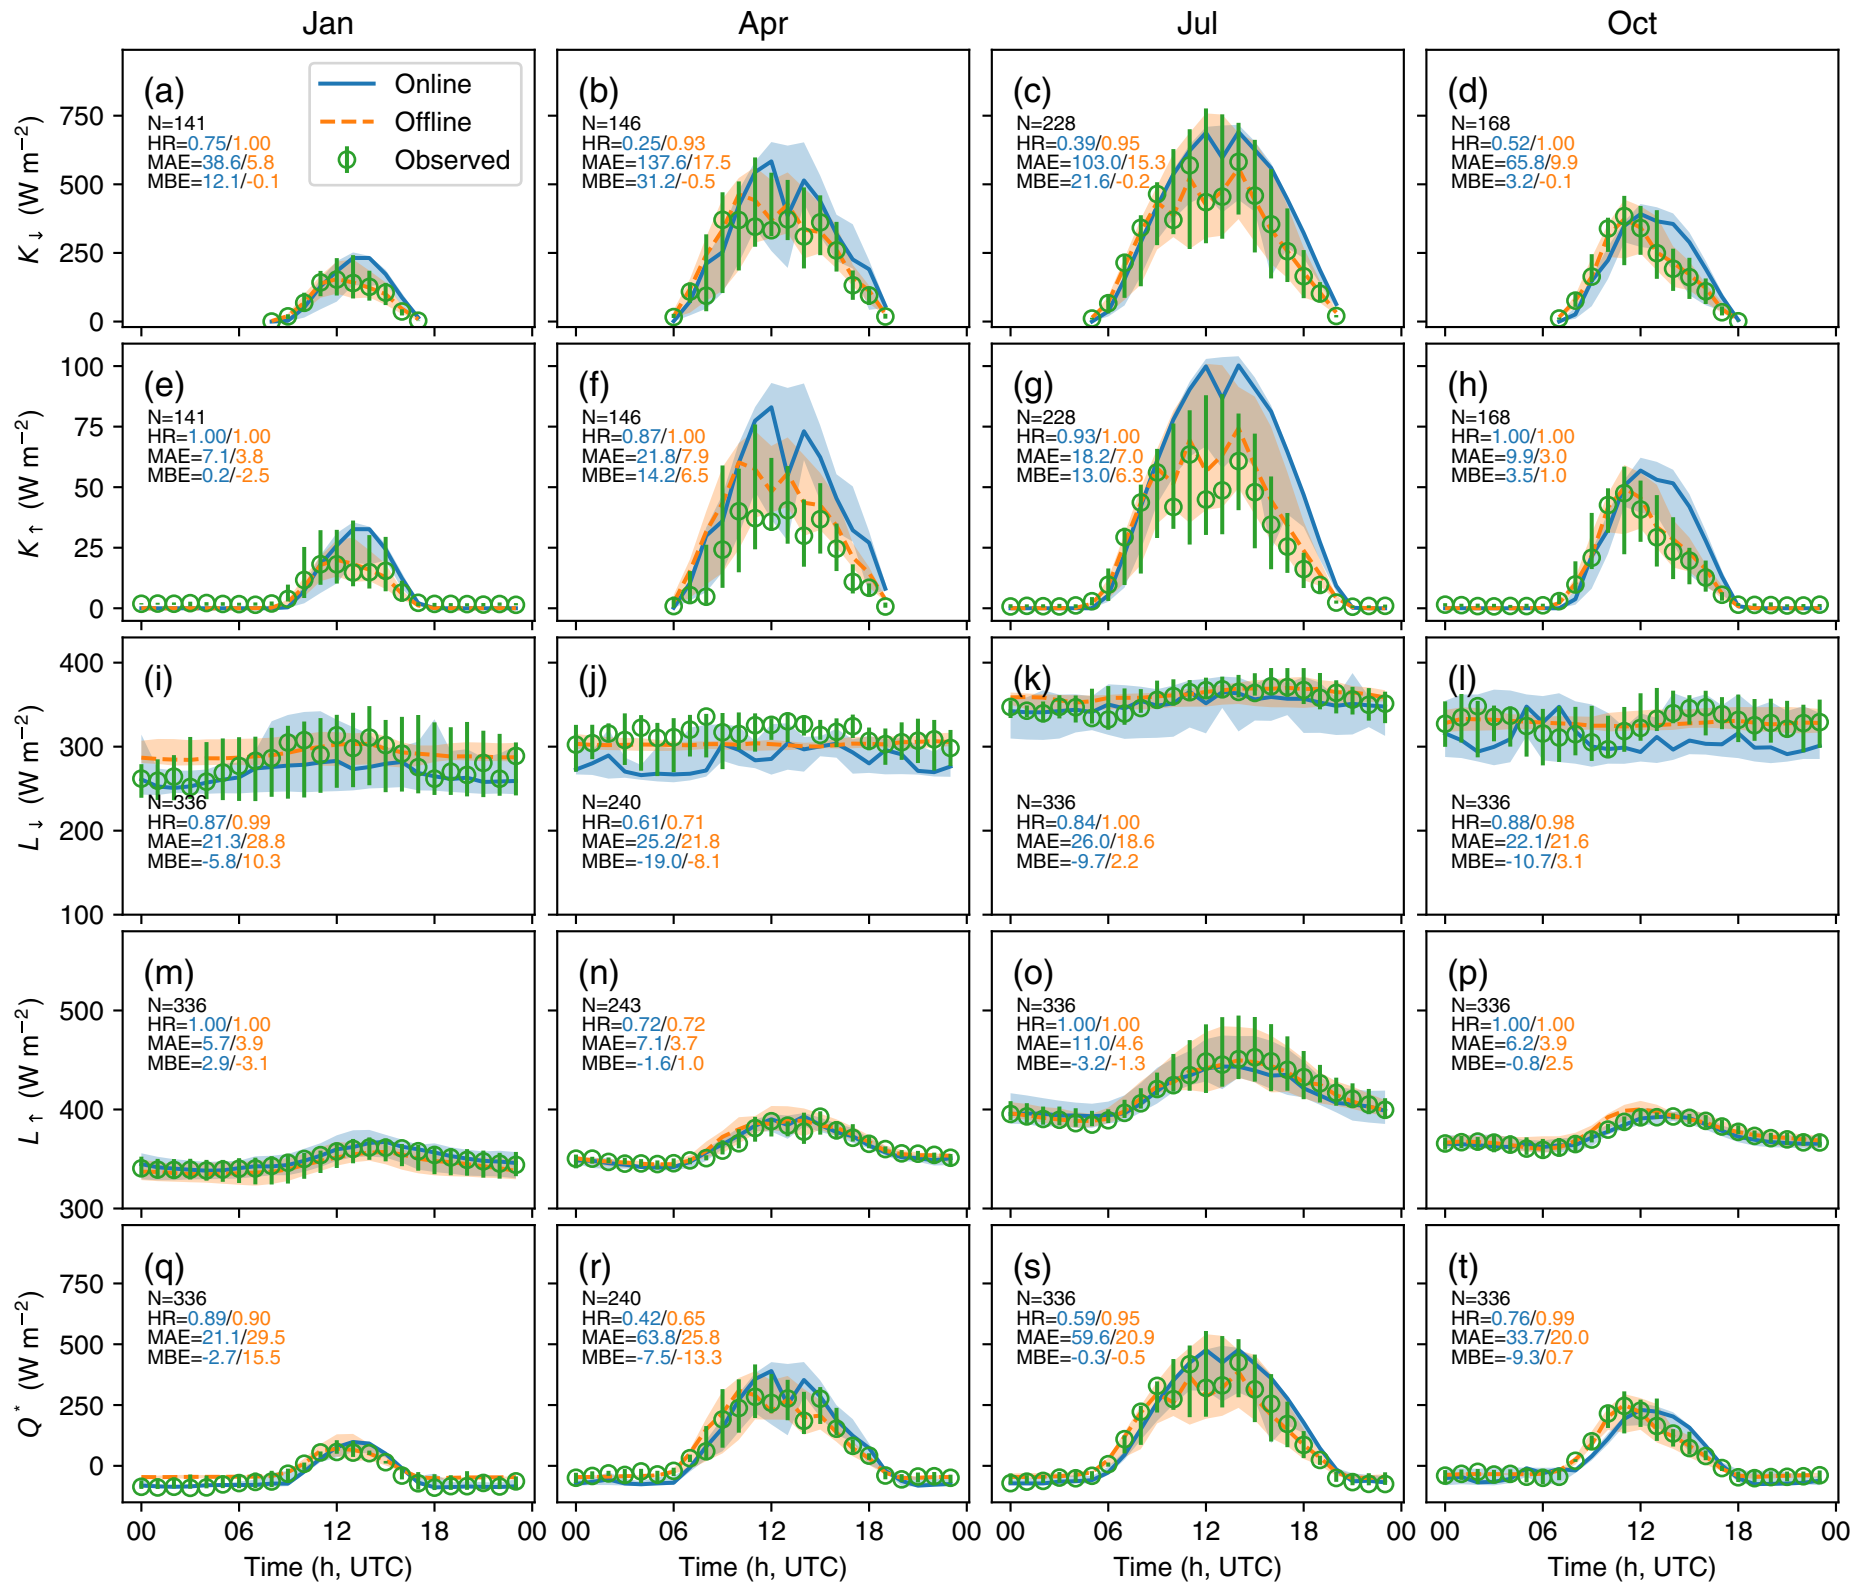 Jan Apr Jul Oct
K↓ (W m−2)
750
500
250
0
(a)
N=141
HR=0.75/1.00
MAE=38.6/5.8
MBE=12.1/-0.1
Online
Offline
Observed
(b)
N=146
HR=0.25/0.93
MAE=137.6/17.5
MBE=31.2/-0.5
(c)
N=228
HR=0.39/0.95
MAE=103.0/15.3
MBE=21.6/-0.2
(d)
N=168
HR=0.52/1.00
MAE=65.8/9.9
MBE=3.2/-0.1
K↑ (W m−2)
100
75
50
25
0
(e)
N=141
HR=1.00/1.00
MAE=7.1/3.8
MBE=0.2/-2.5
(f)
N=146
HR=0.87/1.00
MAE=21.8/7.9
MBE=14.2/6.5
(g)
N=228
HR=0.93/1.00
MAE=18.2/7.0
MBE=13.0/6.3
(h)
N=168
HR=1.00/1.00
MAE=9.9/3.0
MBE=3.5/1.0
L↓ (W m−2)
400
300
200
100
(i)
N=336
HR=0.87/0.99
MAE=21.3/28.8
MBE=-5.8/10.3
(j)
N=240
HR=0.61/0.71
MAE=25.2/21.8
MBE=-19.0/-8.1
(k)
N=336
HR=0.84/1.00
MAE=26.0/18.6
MBE=-9.7/2.2
(l)
N=336
HR=0.88/0.98
MAE=22.1/21.6
MBE=-10.7/3.1
L↑ (W m−2)
500
400
300
(m)
N=336
HR=1.00/1.00
MAE=5.7/3.9
MBE=2.9/-3.1
(n)
N=243
HR=0.72/0.72
MAE=7.1/3.7
MBE=-1.6/1.0
(o)
N=336
HR=1.00/1.00
MAE=11.0/4.6
MBE=-3.2/-1.3
(p)
N=336
HR=1.00/1.00
MAE=6.2/3.9
MBE=-0.8/2.5
Q* (W m−2)
750
500
250
0
(q)
N=336
HR=0.89/0.90
MAE=21.1/29.5
MBE=-2.7/15.5
(r)
N=240
HR=0.42/0.65
MAE=63.8/25.8
MBE=-7.5/-13.3
(s)
N=336
HR=0.59/0.95
MAE=59.6/20.9
MBE=-0.3/-0.5
(t)
N=336
HR=0.76/0.99
MAE=33.7/20.0
MBE=-9.3/0.7
00 06 12 18 00 06 12 18 00 06 12 18 00 06 12 18 00
Time (h, UTC) Time (h, UTC) Time (h, UTC) Time (h, UTC)